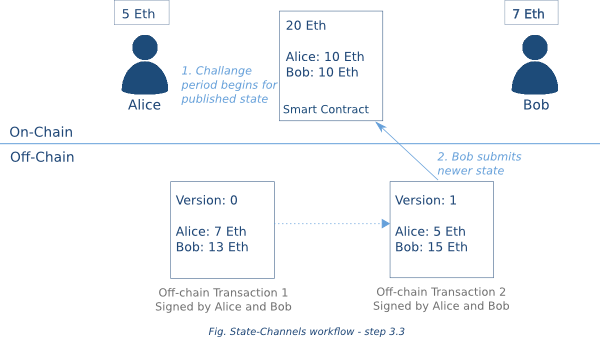 5 Eth
7 Eth
20 Eth
Alice: 10 Eth
Bob: 10 Eth
Smart Contract
1. Challange
period begins for
published state
Alice
Bob
On-Chain
Off-Chain
2. Bob submits
newer state
Version: 0
Alice: 7 Eth
Bob: 13 Eth
Version: 1
Alice: 5 Eth
Bob: 15 Eth
Off-chain Transaction 1
Signed by Alice and Bob
Off-chain Transaction 2
Signed by Alice and Bob
Fig. State-Channels workflow - step 3.3